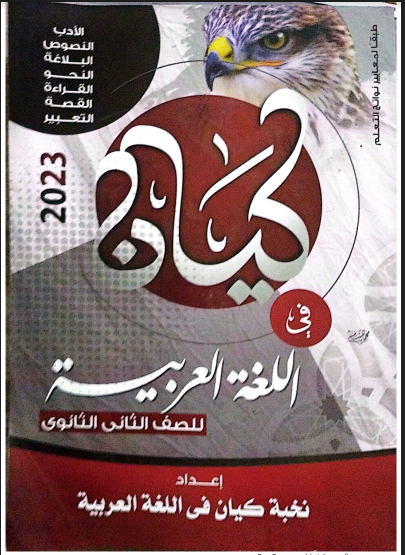 الأدب
النصوص
البلاغة
النحو
القراءة
القصة
التعبير
طبقا لمعايير نواتج التعلم
2023
كيان
في
اللغة العربية
للصف الثانى الثانوى
إعداد
نخبة كيان فى اللغة العربية